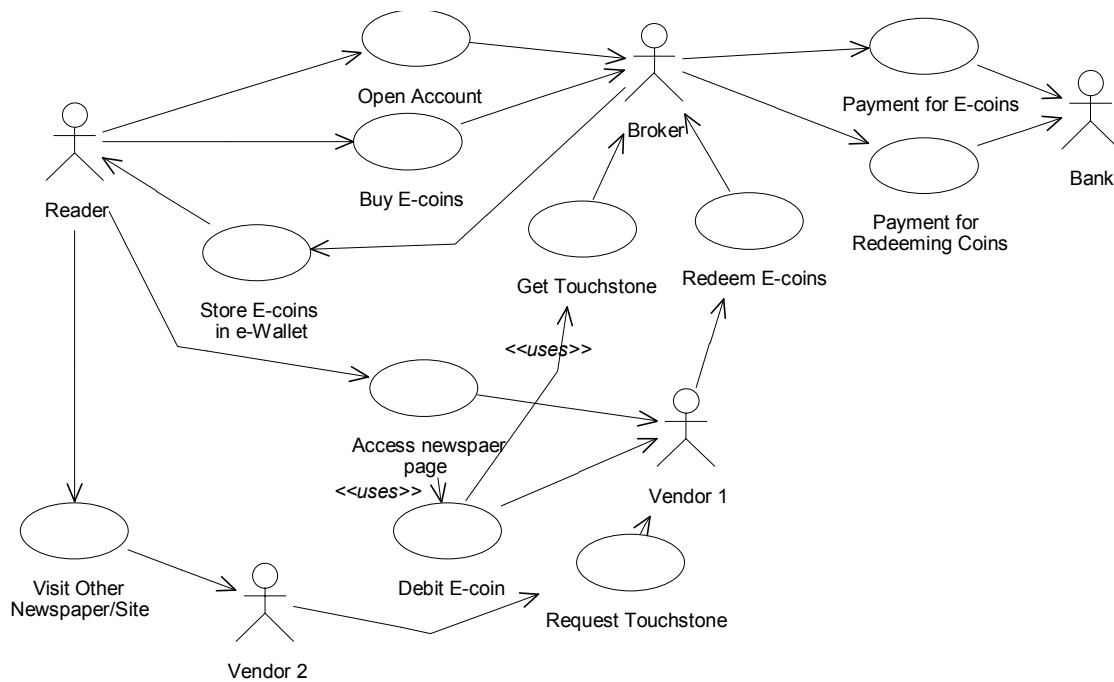 Open Account
Payment for E-coins
Broker
Bank
Reader
Buy E-coins
Payment for
Redeeming Coins
Get Touchstone
Redeem E-coins
Store E-coins
in e-Wallet
<<uses>>
Access newspaer
page
<<uses>>
Vendor 1
Visit Other
Newspaper/Site
Debit E-coin
Request Touchstone
Vendor 2